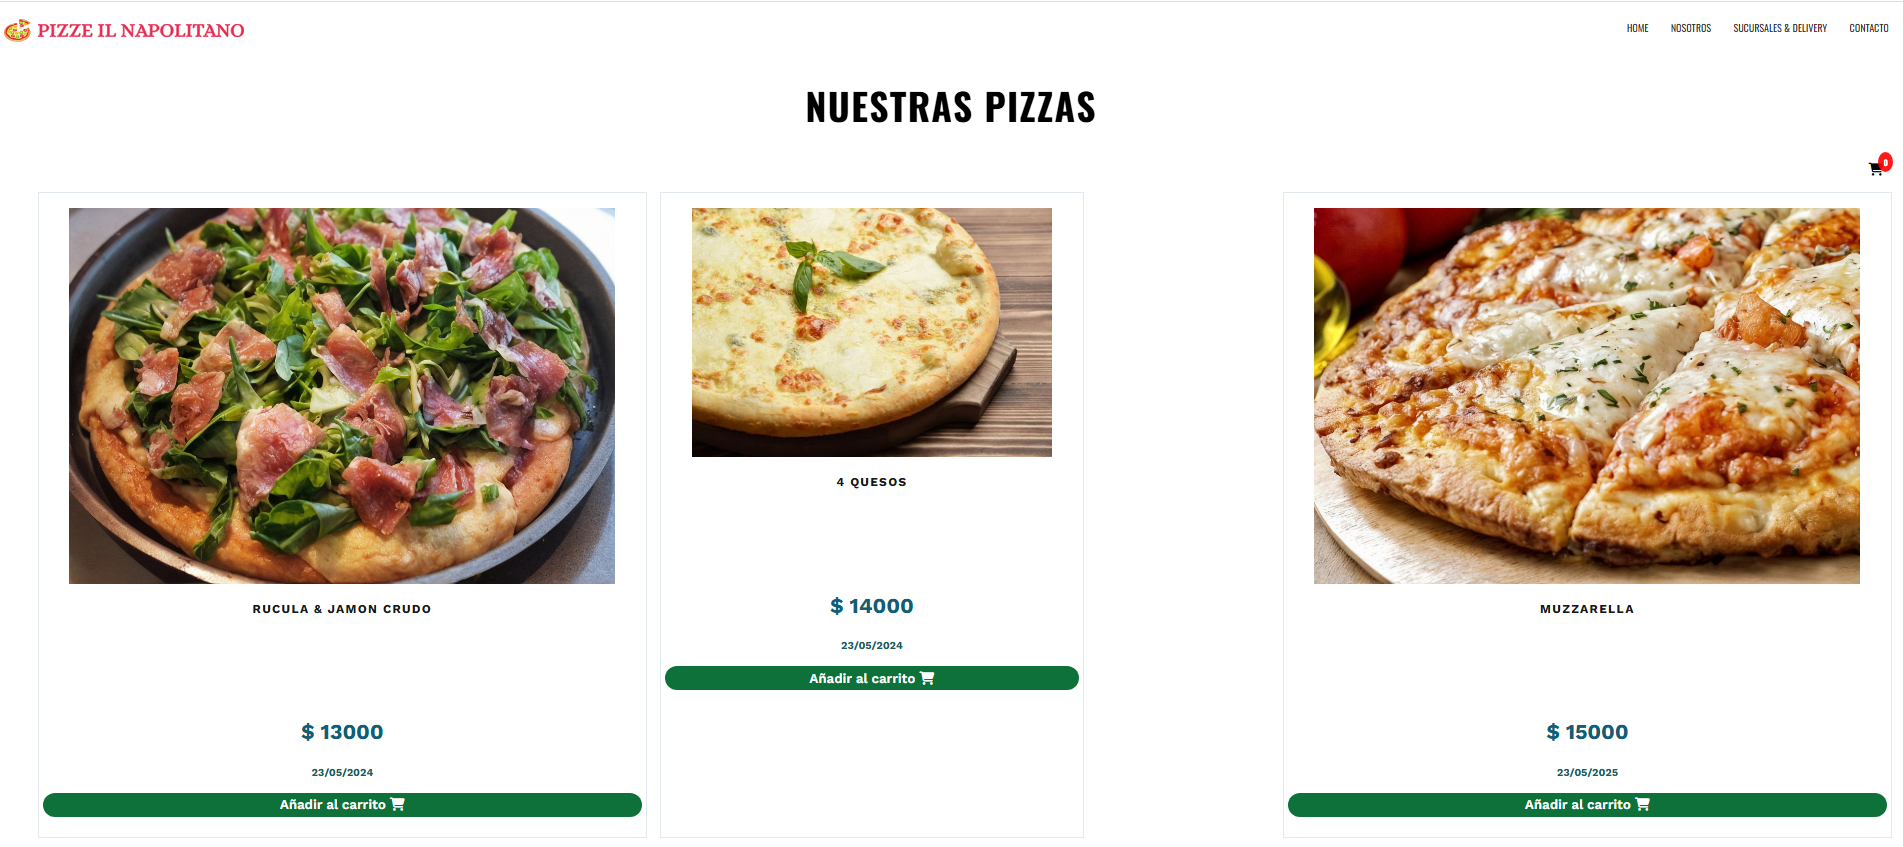 PIZZE IL NAPOLITANO
HOME NOSOTROS SUCURSALES & DELIVERY CONTACTO
NUESTRAS PIZZAS
0
RUCULA & JAMON CRUDO
$ 13000
23/05/2024
Añadir al carrito
4 QUESOS
$ 14000
23/05/2024
Añadir al carrito
MUZZARELLA
$ 15000
23/05/2025
Añadir al carrito